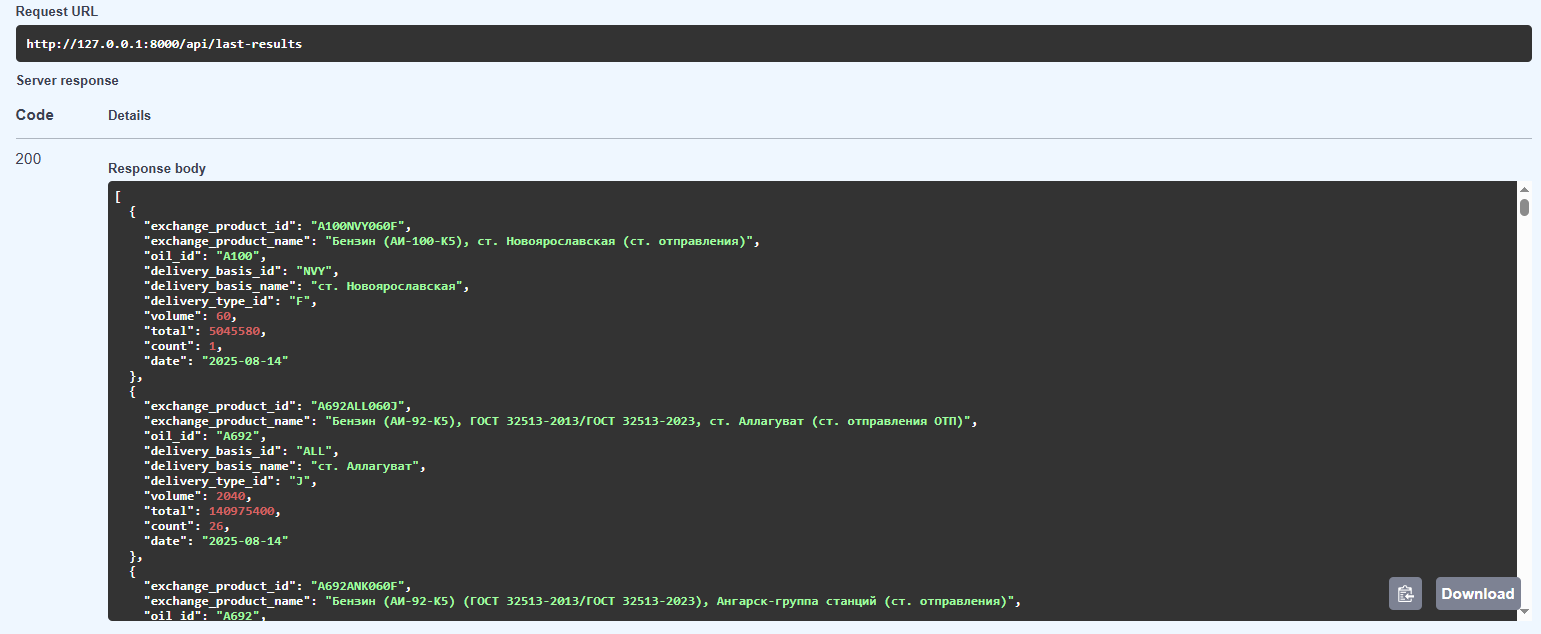 Request URL
http://127.0.0.1:8000/api/last-results
Server response
Code Details
200
Response body
[
  {
    "exchange_product_id": "A100NVY060F",
    "exchange_product_name": "Бензин (АИ-100-К5), ст. Новоярославская (ст. отправления)",
    "oil_id": "A100",
    "delivery_basis_id": "NVY",
    "delivery_basis_name": "ст. Новоярославская",
    "delivery_type_id": "F",
    "volume": 60,
    "total": 5045580,
    "count": 1,
    "date": "2025-08-14"
  },
  {
    "exchange_product_id": "A692ALL060J",
    "exchange_product_name": "Бензин (АИ-92-К5), ГОСТ 32513-2013/ГОСТ 32513-2023, ст. Аллагуват (ст. отправления ОТП)",
    "oil_id": "A692",
    "delivery_basis_id": "ALL",
    "delivery_basis_name": "ст. Аллагуват",
    "delivery_type_id": "J",
    "volume": 2040,
    "total": 140975400,
    "count": 26,
    "date": "2025-08-14"
  },
  {
    "exchange_product_id": "A692ANK060F",
    "exchange_product_name": "Бензин (АИ-92-К5) (ГОСТ 32513-2013/ГОСТ 32513-2023), Ангарск-группа станций (ст. отправления)",
    "oil_id": "A692",
Download